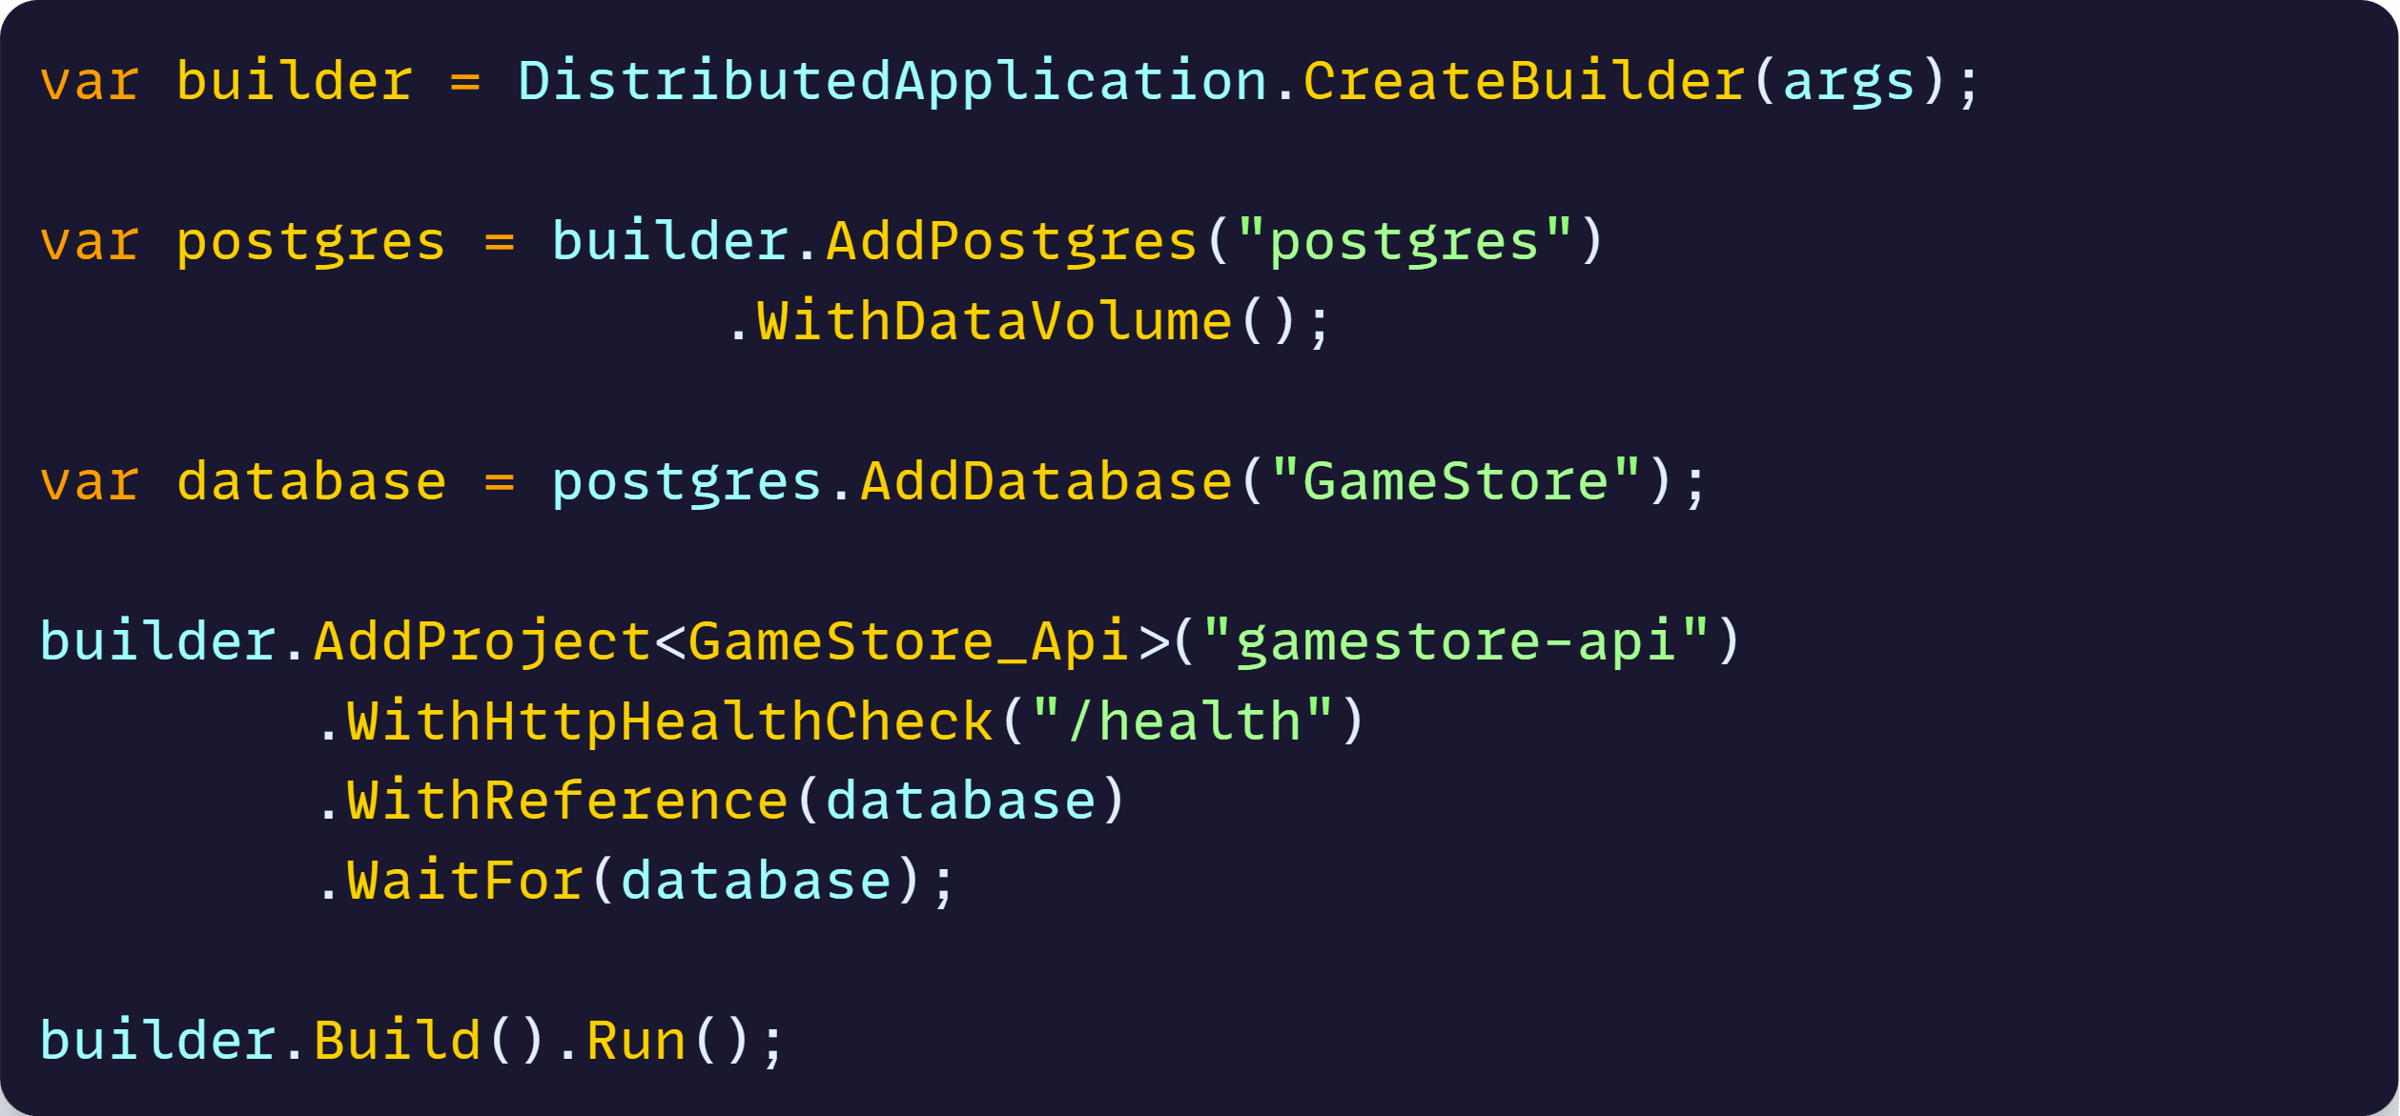 var builder = DistributedApplication.CreateBuilder(args);
var postgres = builder.AddPostgres("postgres")
.WithDataVolume();
var database = postgres.AddDatabase("GameStore");
builder.AddProject<GameStore_Api>("gamestore-api")
.WithHttpHealthCheck("/health")
.WithReference(database)
.WaitFor(database);
builder.Build().Run();